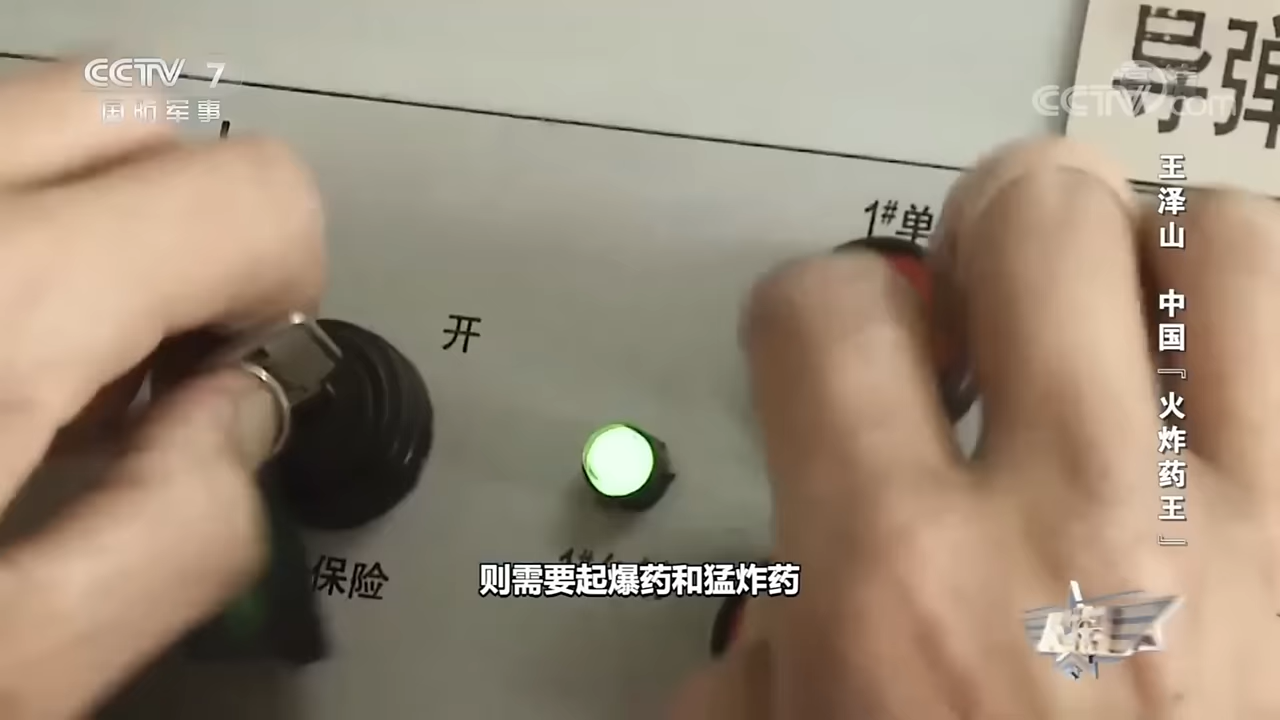 CCTV 7
国防军事
导弹
CCTV.com
王泽山 中国『火炸药王』
1#单
开
保险
则需要起爆药和猛炸药